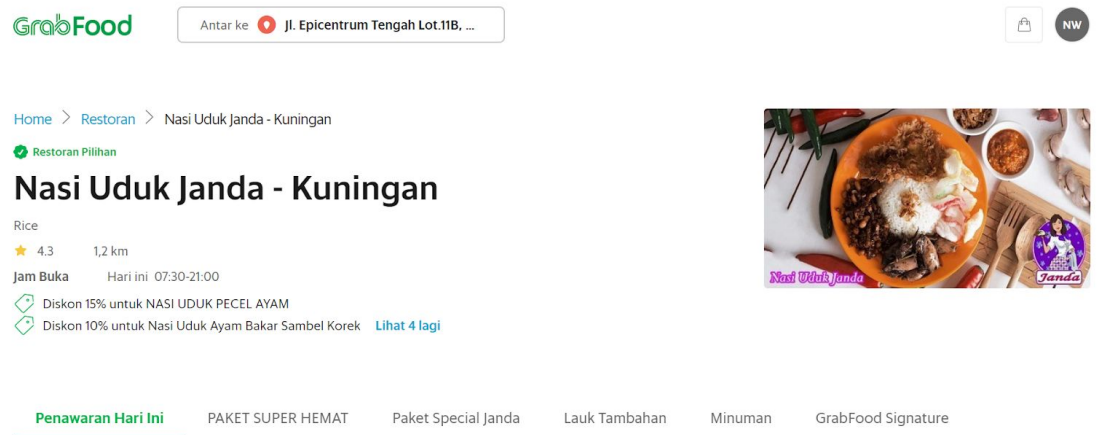 GrabFood
Antar ke Jl. Epicentrum Tengah Lot.11B, ...
NW
Home > Restoran > Nasi Uduk Janda - Kuningan
Restoran Pilihan
Nasi Uduk Janda - Kuningan
Rice
4.3 1,2 km
Jam Buka Hari ini 07:30-21:00
Diskon 15% untuk NASI UDUK PECEL AYAM
Diskon 10% untuk Nasi Uduk Ayam Bakar Sambel Korek Lihat 4 lagi
Nasi Uduk Janda
Janda
Penawaran Hari Ini PAKET SUPER HEMAT Paket Special Janda Lauk Tambahan Minuman GrabFood Signature